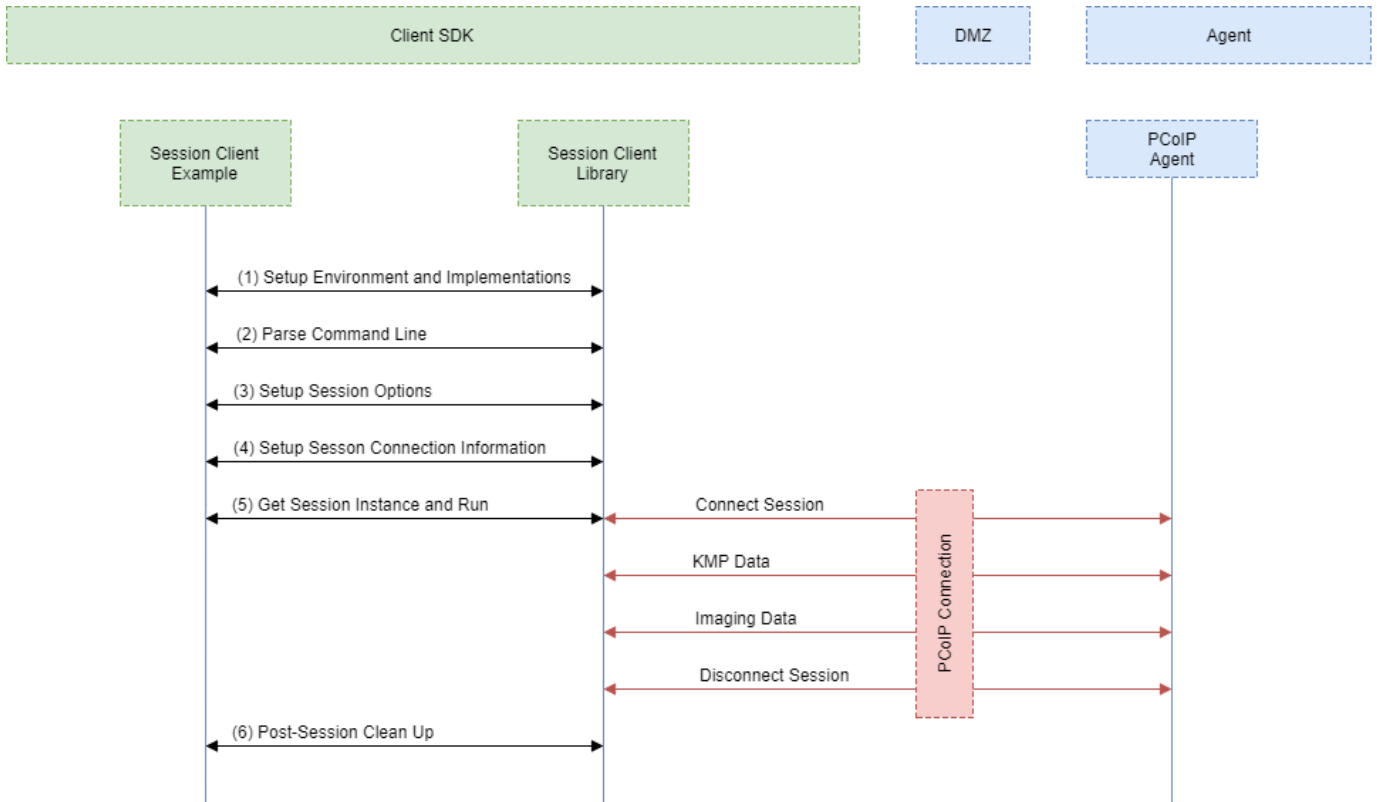 Client SDK
DMZ
Agent
Session Client
Example
Session Client
Library
PCoIP
Agent
(1) Setup Environment and Implementations
(2) Parse Command Line
(3) Setup Session Options
(4) Setup Sesson Connection Information
(5) Get Session Instance and Run
Connect Session
KMP Data
Imaging Data
Disconnect Session
PCoIP Connection
(6) Post-Session Clean Up